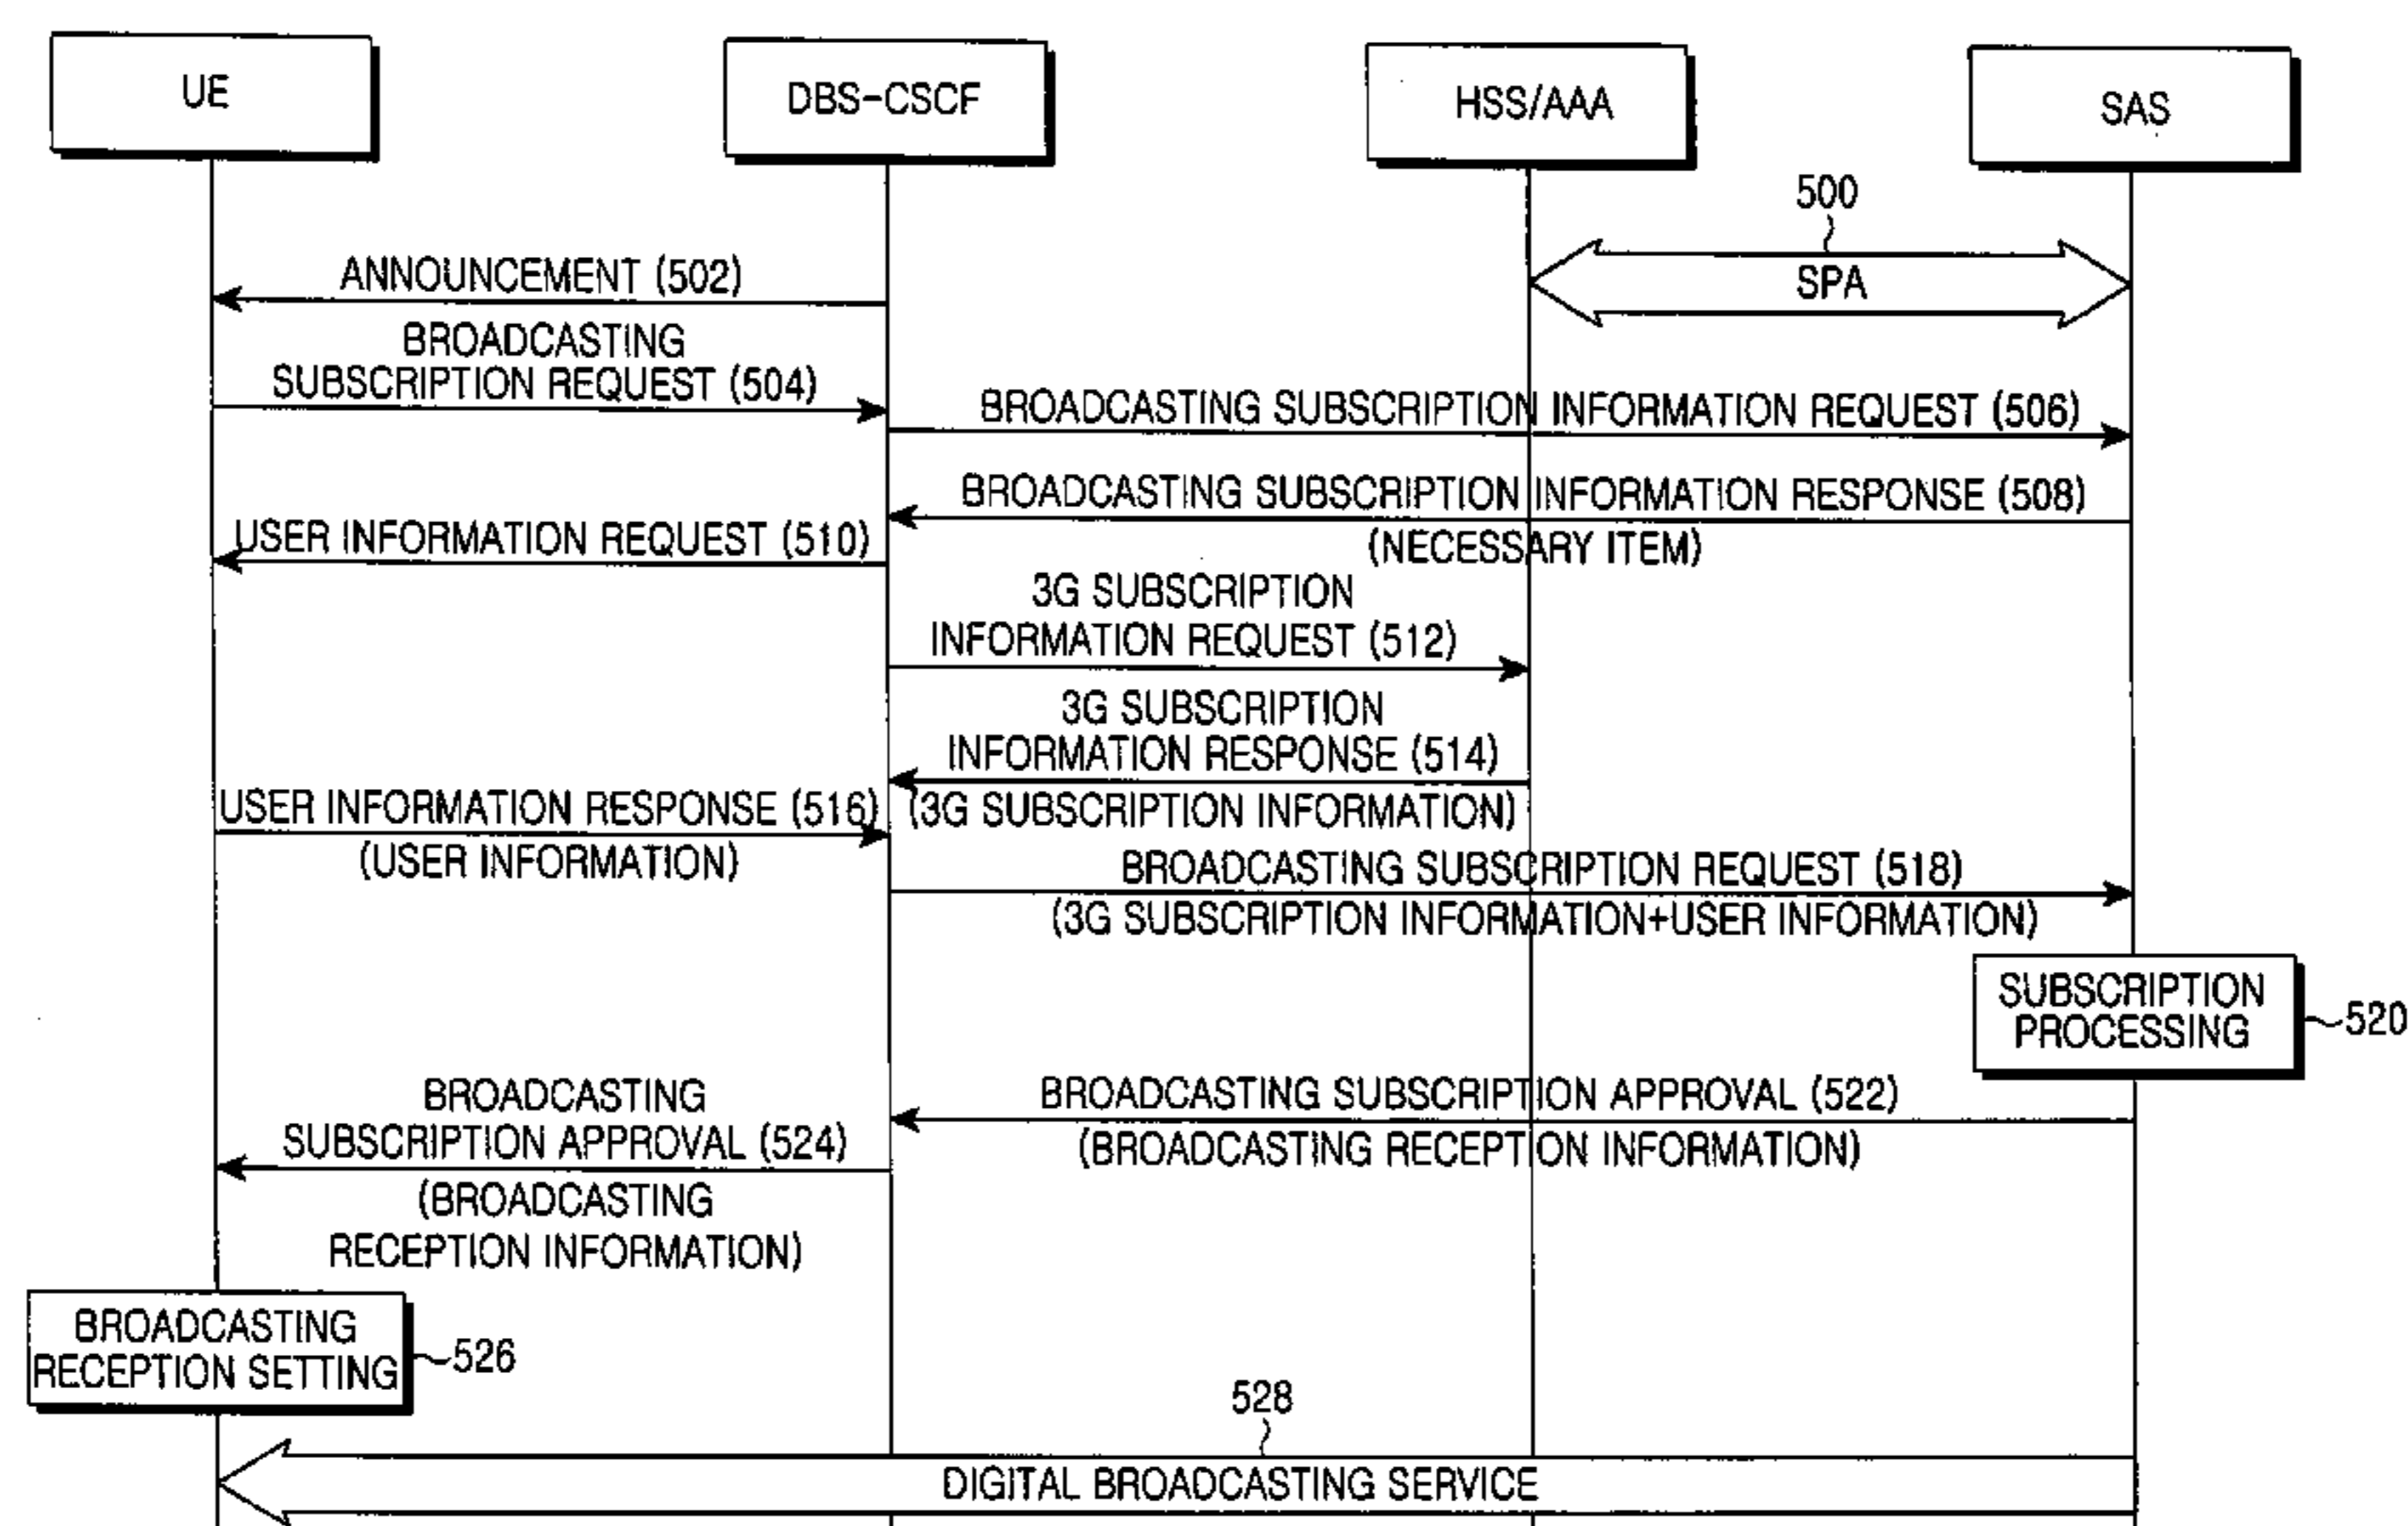 UE
DBS-CSCF
HSS/AAA
SAS
500
SPA
ANNOUNCEMENT (502)
BROADCASTING
SUBSCRIPTION REQUEST (504)
BROADCASTING SUBSCRIPTION INFORMATION REQUEST (506)
BROADCASTING SUBSCRIPTION INFORMATION RESPONSE (508)
(NECESSARY ITEM)
USER INFORMATION REQUEST (510)
3G SUBSCRIPTION
INFORMATION REQUEST (512)
3G SUBSCRIPTION
INFORMATION RESPONSE (514)
(3G SUBSCRIPTION INFORMATION)
USER INFORMATION RESPONSE (516)
(USER INFORMATION)
BROADCASTING SUBSCRIPTION REQUEST (518)
(3G SUBSCRIPTION INFORMATION+USER INFORMATION)
SUBSCRIPTION
PROCESSING
520
BROADCASTING SUBSCRIPTION APPROVAL (522)
(BROADCASTING RECEPTION INFORMATION)
BROADCASTING
SUBSCRIPTION APPROVAL (524)
(BROADCASTING
RECEPTION INFORMATION)
BROADCASTING
RECEPTION SETTING
526
528
DIGITAL BROADCASTING SERVICE